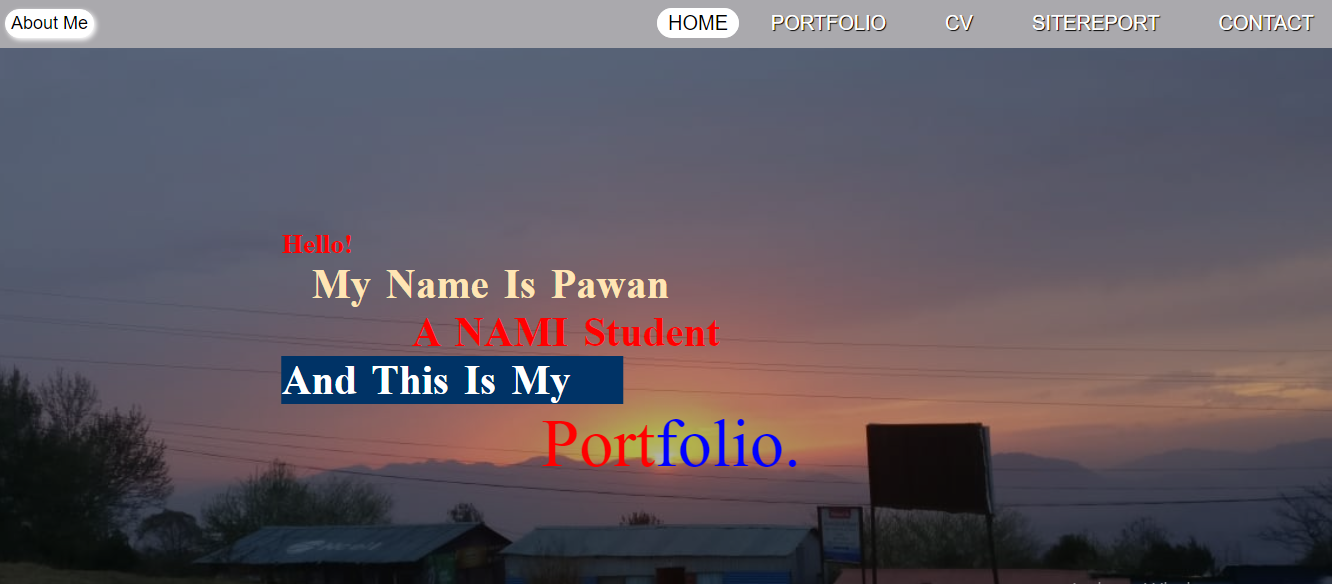 About Me
HOME PORTFOLIO CV SITEREPORT CONTACT
Hello!
My Name Is Pawan
A NAMI Student
And This Is My
Portfolio.